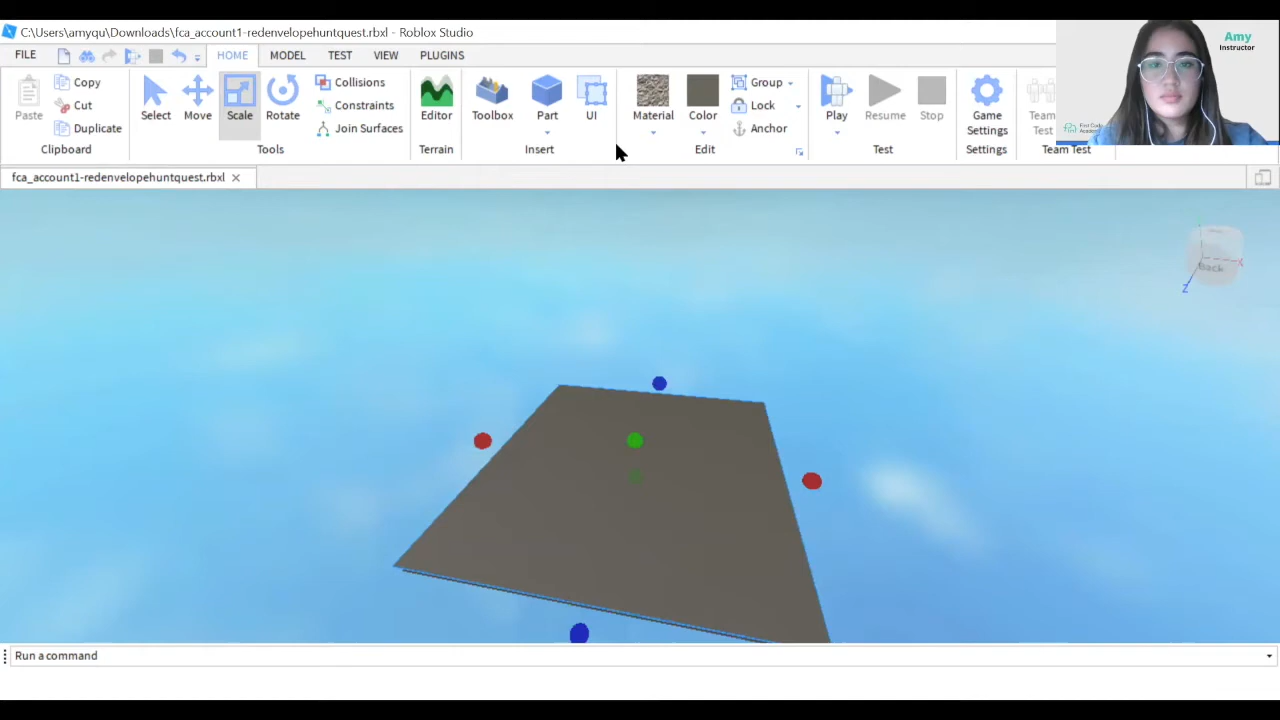 C:\Users\amyqu\Downloads\fca_account1-redenvelopehuntquest.rbxl - Roblox Studio
Amy
Instructor
First Code
Academy
FILE HOME MODEL TEST VIEW PLUGINS
Paste
Copy
Cut
Duplicate
Clipboard
Select
Move
Scale
Rotate
Collisions
Constraints
Join Surfaces
Tools
Editor
Terrain
Toolbox
Part
UI
Insert
Material
Color
Group
Lock
Anchor
Edit
Play
Resume
Stop
Test
Game
Settings
Settings
Team
Test
Team Test
fca_account1-redenvelopehuntquest.rbxl
Back
X
Z
Run a command